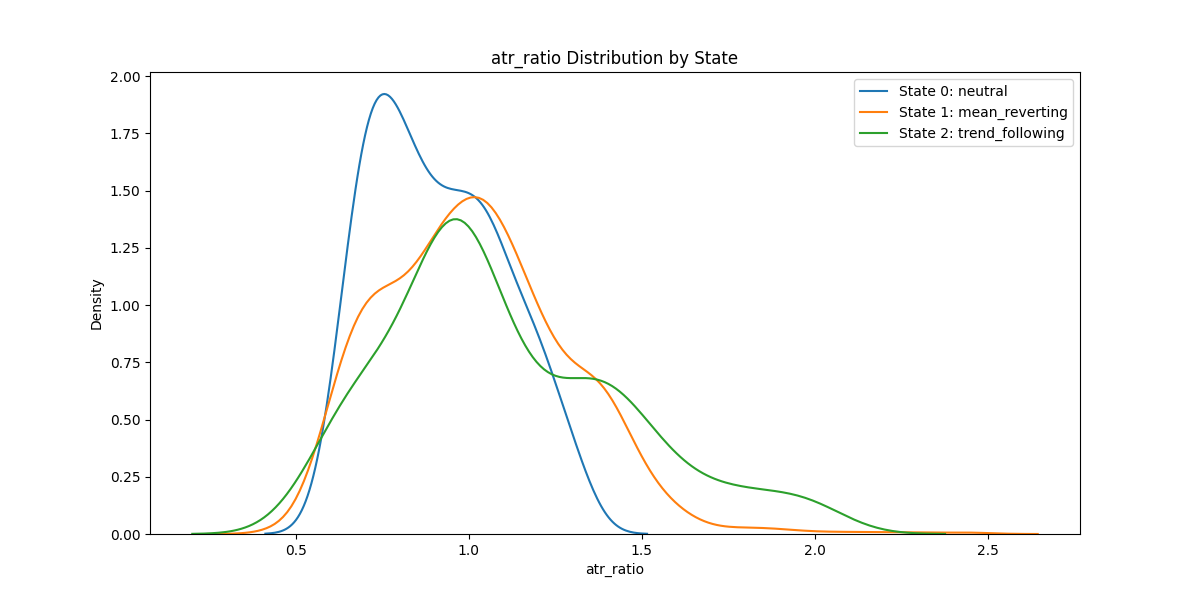 atr_ratio Distribution by State
State 0: neutral
State 1: mean_reverting
State 2: trend_following
Density
2.00
1.75
1.50
1.25
1.00
0.75
0.50
0.25
0.00
0.5 1.0 1.5 2.0 2.5
atr_ratio